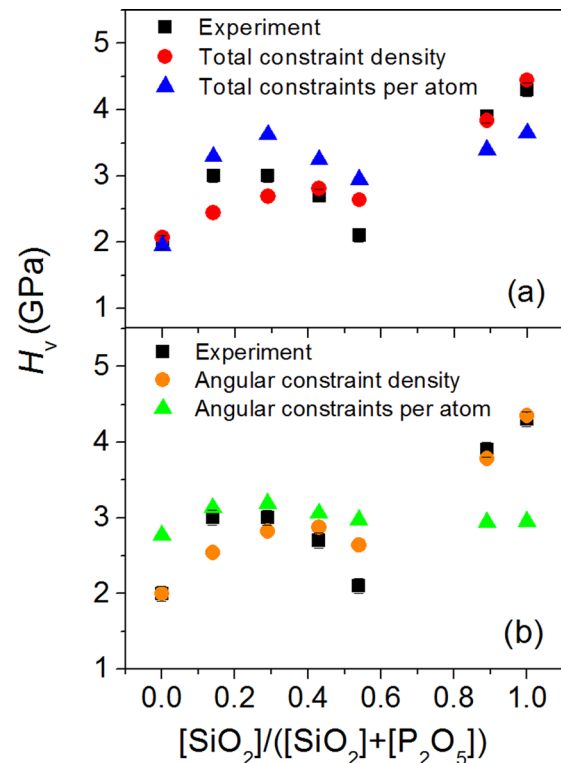 5
4
3
2
1
Experiment
Total constraint density
Total constraints per atom
(a)
H_v (GPa)
5
4
3
2
1
Experiment
Angular constraint density
Angular constraints per atom
(b)
0.0 0.2 0.4 0.6 0.8 1.0
[SiO₂]/([SiO₂]+[P₂O₅])